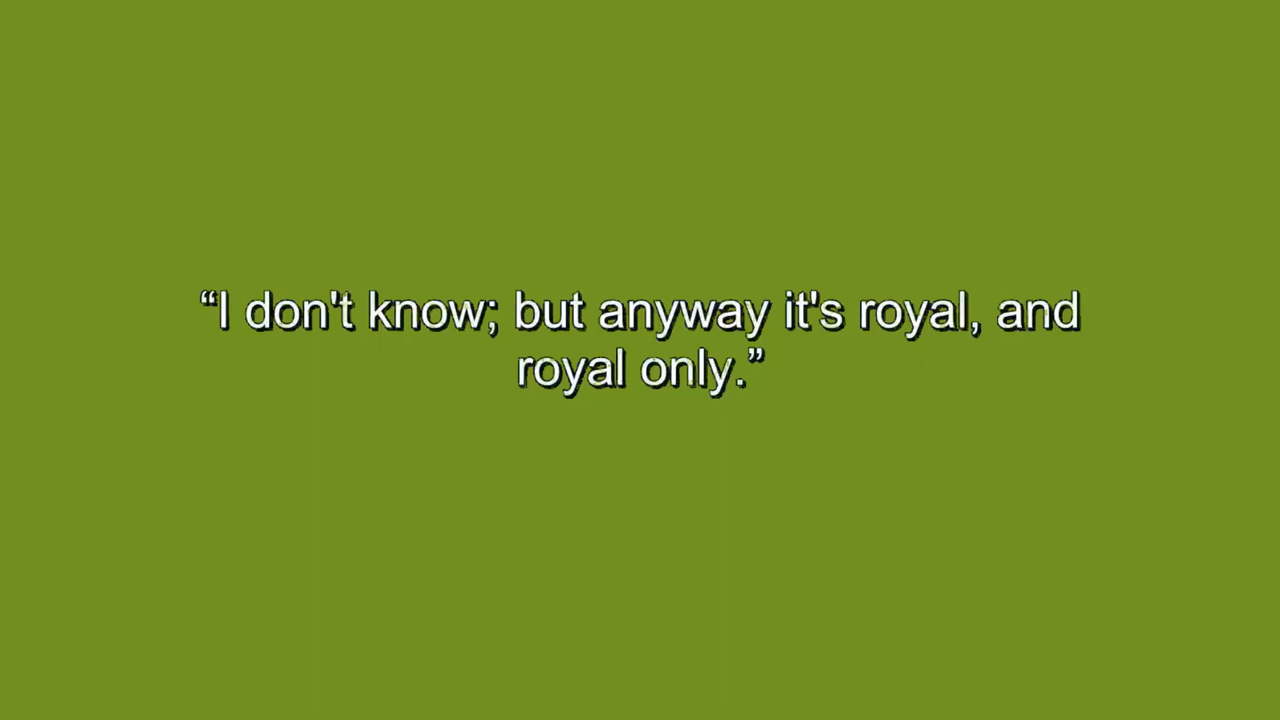 “I don't know; but anyway it's royal, and
royal only.”